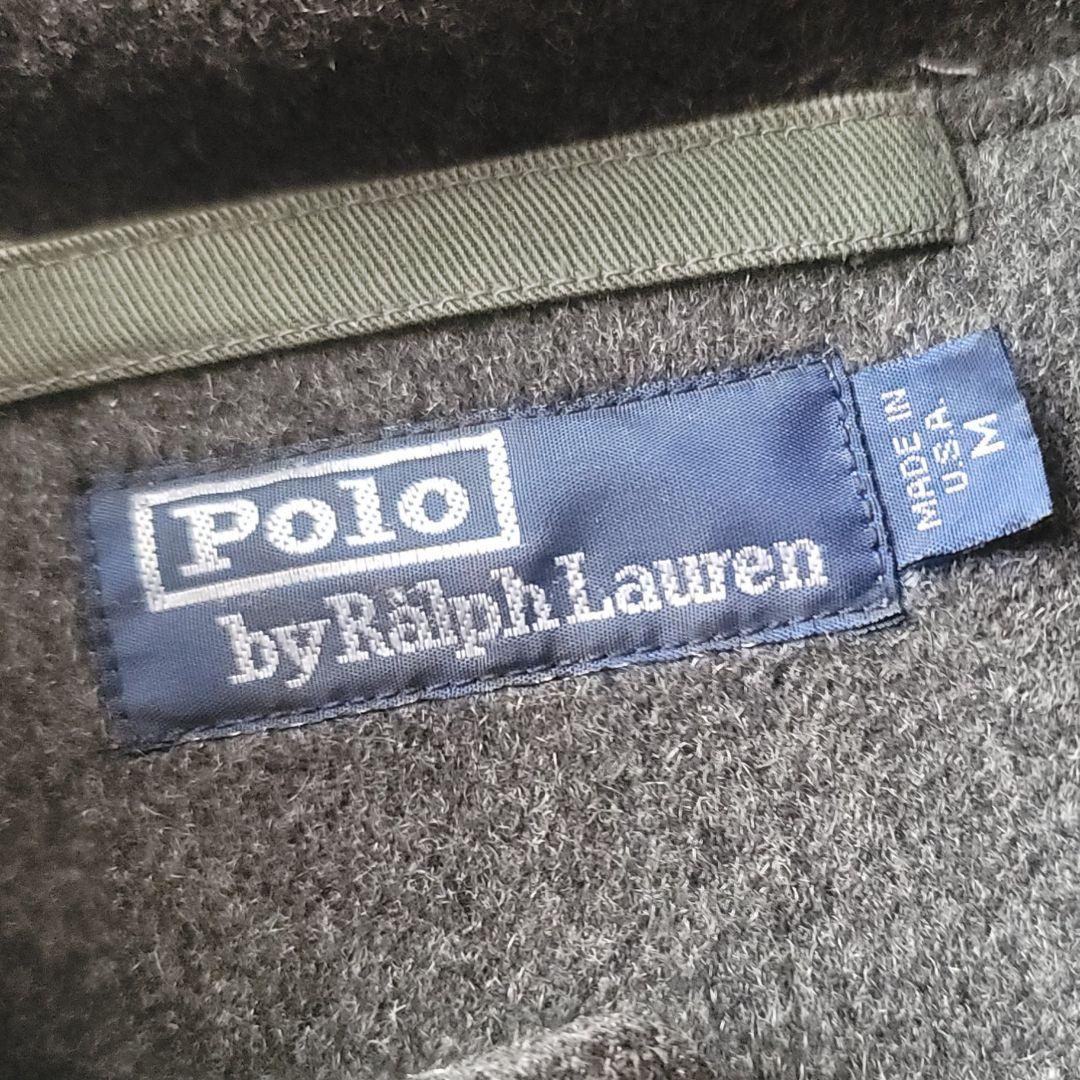 Polo
by Ralph Lauren
MADE IN
U.S.A.
M